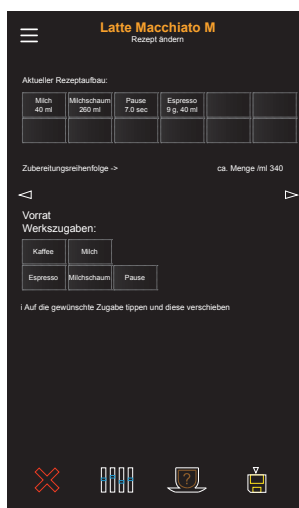 Latte Macchiato M
Rezept ändern
Aktueller Rezeptaufbau:
Milch Milchschaum Pause Espresso
40 ml 260 ml 7.0 sec 9 g, 40 ml
Zubereitungsreihenfolge -> ca. Menge /ml 340
Vorrat
Werkszugaben:
Kaffee Milch
Espresso Milchschaum Pause
i Auf die gewünschte Zugabe tippen und diese verschieben
?